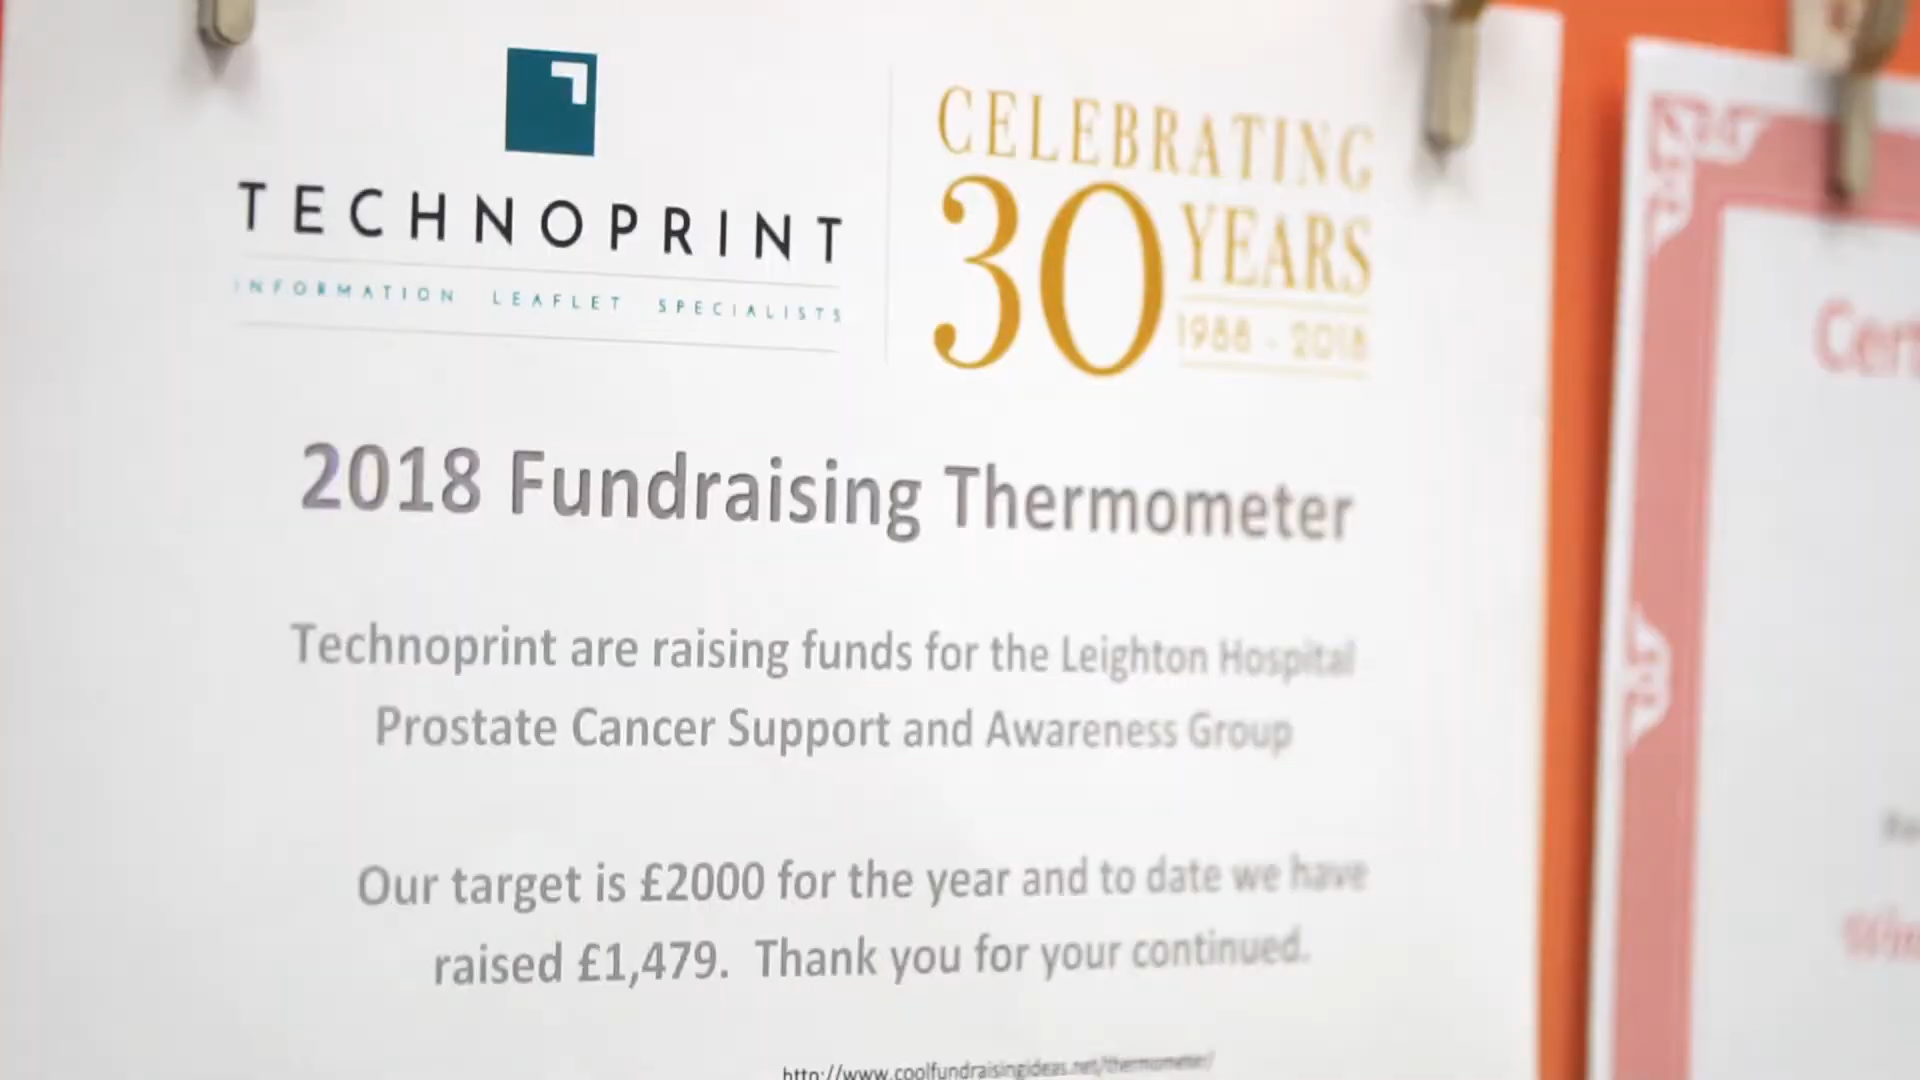 TECHNOPRINT
INFORMATION LEAFLET SPECIALISTS
CELEBRATING
30 YEARS
1988 - 2018
2018 Fundraising Thermometer
Technoprint are raising funds for the Leighton Hospital
Prostate Cancer Support and Awareness Group
Our target is £2000 for the year and to date we have
raised £1,479. Thank you for your continued.
http://www.coolfundraisingideas.net/thermometer/